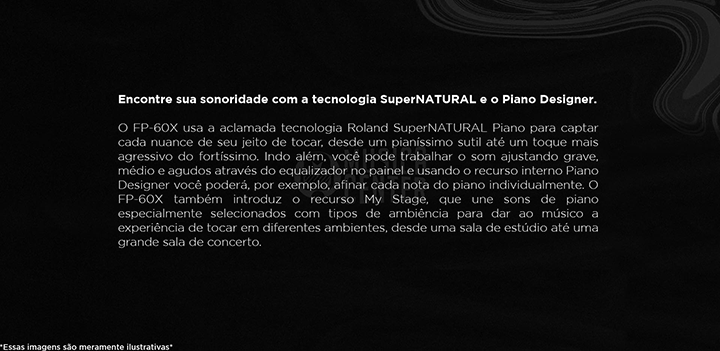 Encontre sua sonoridade com a tecnologia SuperNATURAL e o Piano Designer.
O FP-60X usa a aclamada tecnologia Roland SuperNATURAL Piano para captar
cada nuance de seu jeito de tocar, desde um pianíssimo sutil até um toque mais
agressivo do fortíssimo. Indo além, você pode trabalhar o som ajustando grave,
médio e agudos através do equalizador no painel e usando o recurso interno Piano
Designer você poderá, por exemplo, afinar cada nota do piano individualmente. O
FP-60X também introduz o recurso My Stage, que une sons de piano
especialmente selecionados com tipos de ambiência para dar ao músico a
experiência de tocar em diferentes ambientes, desde uma sala de estúdio até uma
grande sala de concerto.
MUSICAL
CENTER
*Essas imagens são meramente ilustrativas*